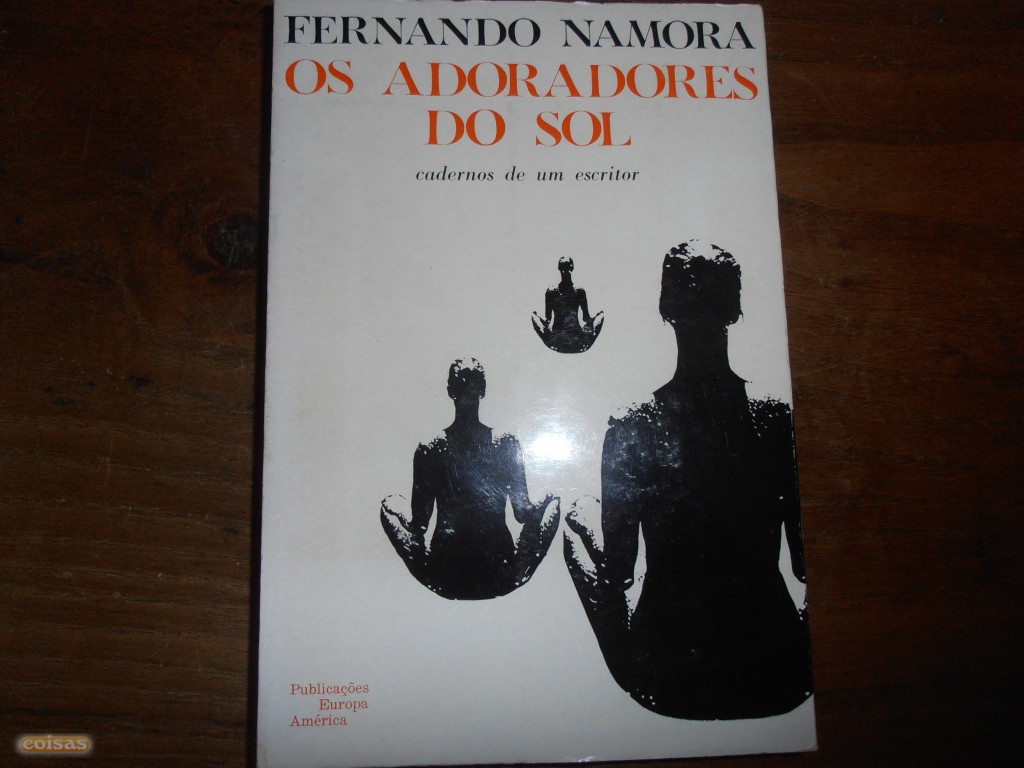 FERNANDO NAMORA
OS ADORADORES
DO SOL
cadernos de um escritor
Publicações
Europa
América
coisas